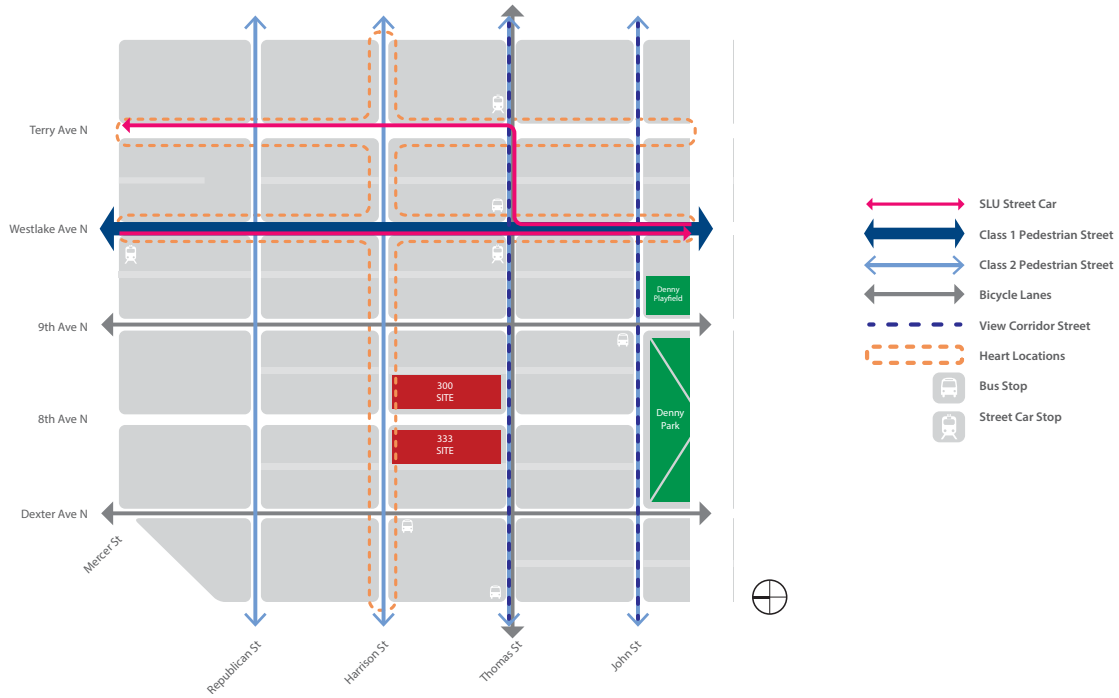 Terry Ave N
Westlake Ave N
9th Ave N
8th Ave N
Dexter Ave N
Mercer St
Republican St
Harrison St
Thomas St
John St
Denny
Playfield
300
SITE
333
SITE
Denny
Park
SLU Street Car
Class 1 Pedestrian Street
Class 2 Pedestrian Street
Bicycle Lanes
View Corridor Street
Heart Locations
Bus Stop
Street Car Stop